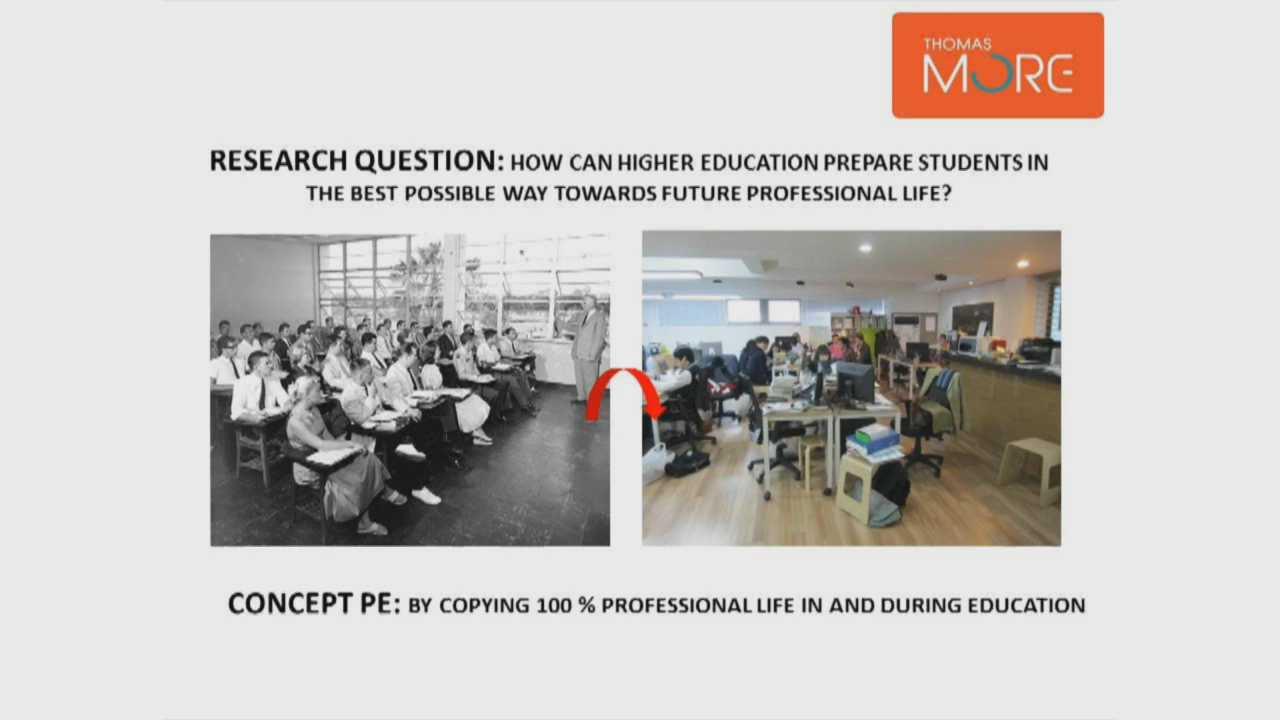 THOMAS
MORE
RESEARCH QUESTION: HOW CAN HIGHER EDUCATION PREPARE STUDENTS IN
THE BEST POSSIBLE WAY TOWARDS FUTURE PROFESSIONAL LIFE?
CONCEPT PE: BY COPYING 100 % PROFESSIONAL LIFE IN AND DURING EDUCATION